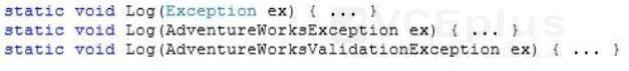 static void Log(Exception ex) { ... }
static void Log(AdventureWorksException ex) { ... }
static void Log(AdventureWorksValidationException ex) { ... }